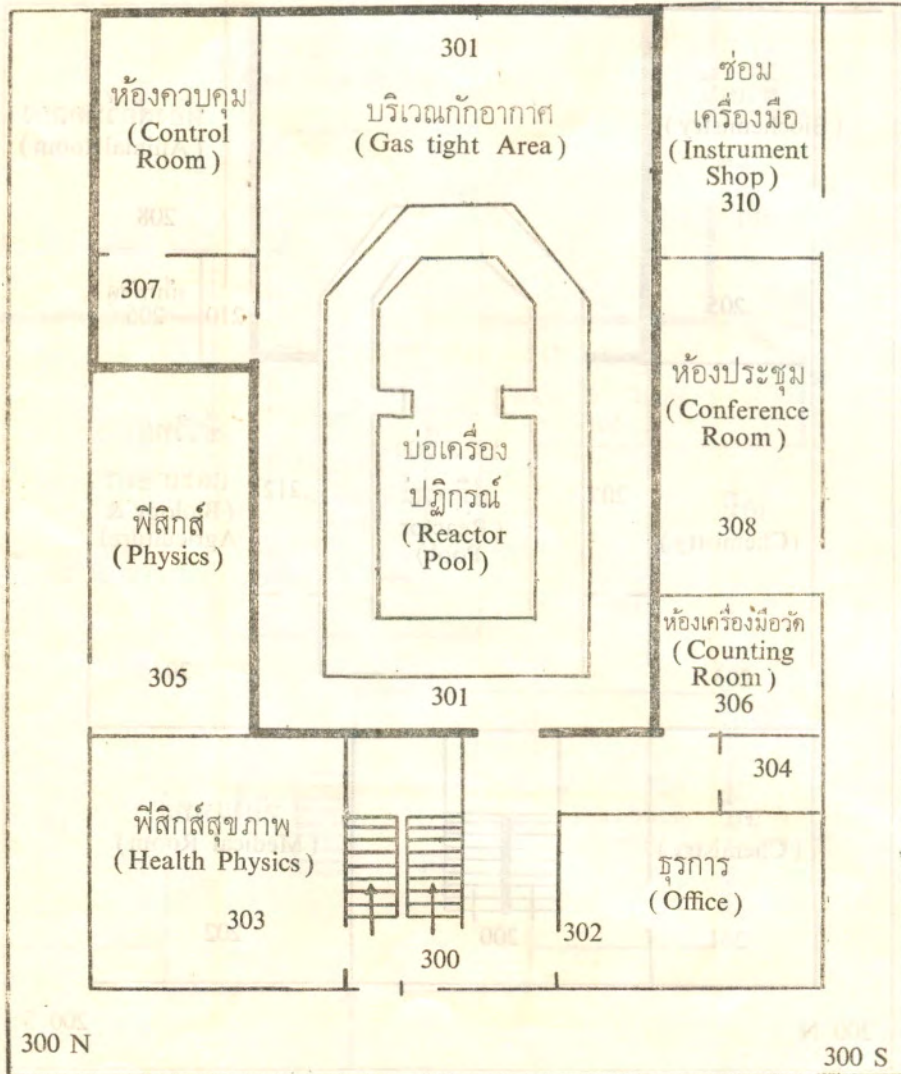 301
ห้องควบคุม
(Control
Room)
บริเวณกักอากาศ
(Gas tight Area)
ซ่อม
เครื่องมือ
(Instrument
Shop)
310
307
ห้องประชุม
(Conference
Room)
308
บ่อเครื่อง
ปฏิกรณ์
(Reactor
Pool)
ฟิสิกส์
(Physics)
305
301
ห้องเครื่องมือวัด
(Counting
Room)
306
304
ฟิสิกส์สุขภาพ
(Health Physics)
303
300
302
ธุรการ
(Office)
300 N
300 S